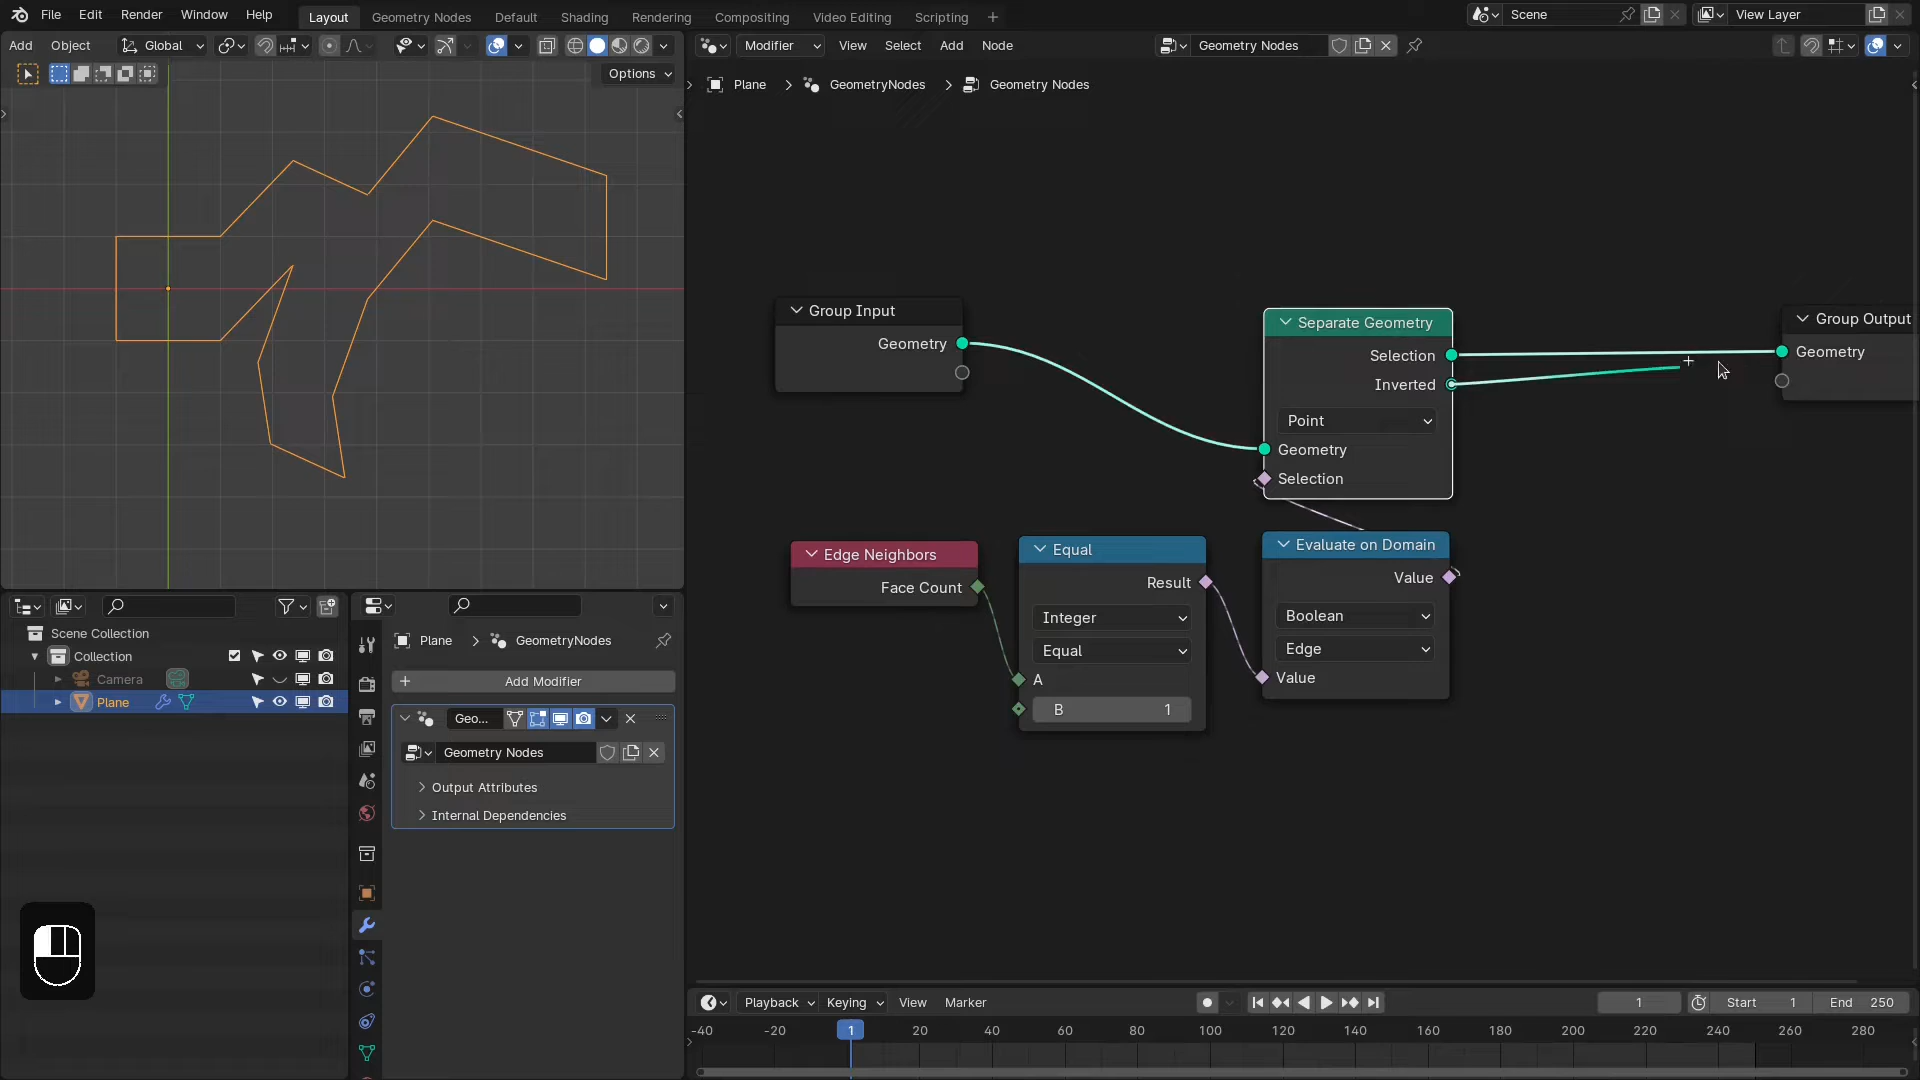 File Edit Render Window Help Layout Geometry Nodes Default Shading Rendering Compositing Video Editing Scripting Scene View Layer
Add Object Global
Options
Modifier View Select Add Node Geometry Nodes
Plane GeometryNodes Geometry Nodes
Group Input
Geometry
Separate Geometry
Selection
Inverted
Point
Geometry
Selection
Group Output
Geometry
Edge Neighbors
Face Count
Equal
Result
Integer
Equal
A
B 1
Evaluate on Domain
Value
Boolean
Edge
Value
Scene Collection
Collection
Camera
Plane
Plane GeometryNodes
Add Modifier
Geo...
Geometry Nodes
Output Attributes
Internal Dependencies
Playback Keying View Marker 1 Start 1 End 250
-40 -20 1 20 40 60 80 100 120 140 160 180 200 220 240 260 280